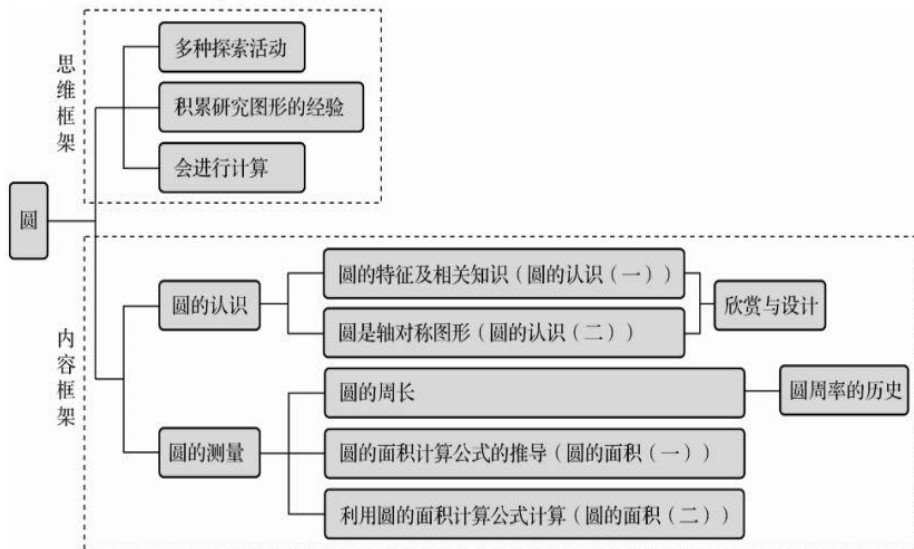 圆
思维框架
多种探索活动
积累研究图形的经验
会进行计算
内容框架
圆的认识
圆的特征及相关知识（圆的认识（一））
圆是轴对称图形（圆的认识（二））
欣赏与设计
圆的测量
圆的周长
圆周率的历史
圆的面积计算公式的推导（圆的面积（一））
利用圆的面积计算公式计算（圆的面积（二））